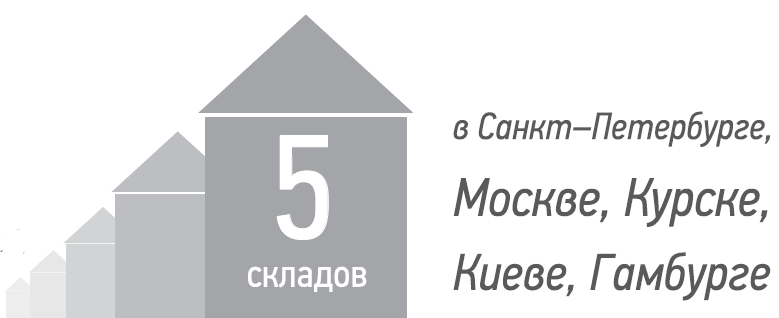 5
складов
в Санкт–Петербурге,
Москве, Курске,
Киеве, Гамбурге